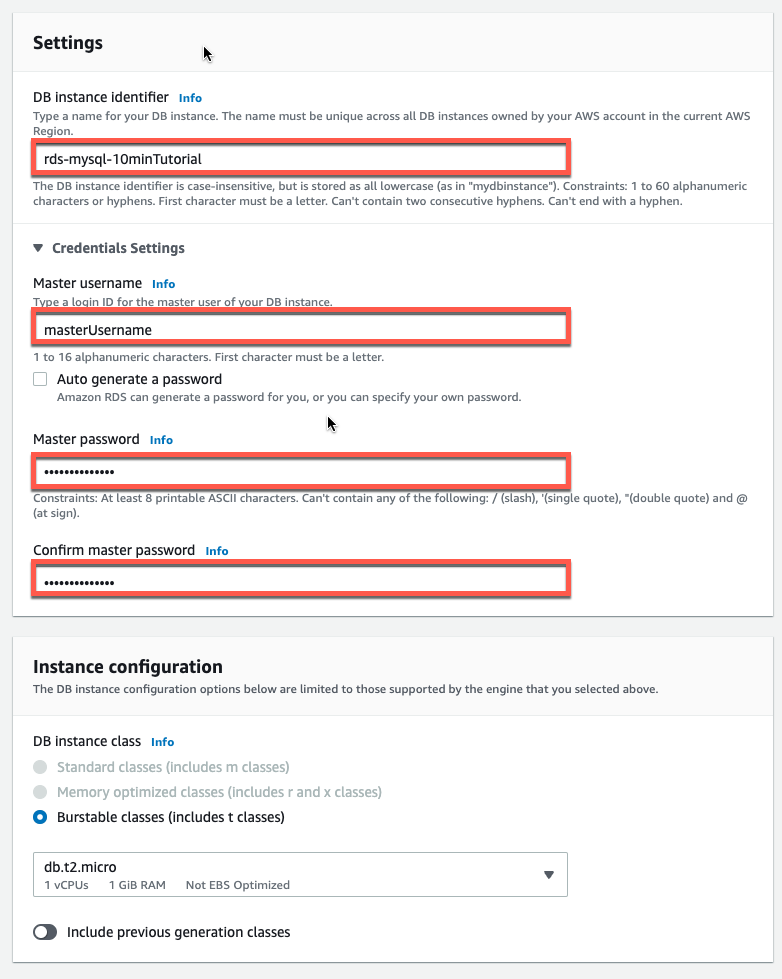 Settings
DB instance identifier Info
Type a name for your DB instance. The name must be unique across all DB instances owned by your AWS account in the current AWS
Region.
rds-mysql-10minTutorial
The DB instance identifier is case-insensitive, but is stored as all lowercase (as in "mydbinstance"). Constraints: 1 to 60 alphanumeric
characters or hyphens. First character must be a letter. Can't contain two consecutive hyphens. Can't end with a hyphen.
Credentials Settings
Master username Info
Type a login ID for the master user of your DB instance.
masterUsername
1 to 16 alphanumeric characters. First character must be a letter.
Auto generate a password
Amazon RDS can generate a password for you, or you can specify your own password.
Master password Info
••••••••••••••
Constraints: At least 8 printable ASCII characters. Can't contain any of the following: / (slash), '(single quote), "(double quote) and @
(at sign).
Confirm master password Info
••••••••••••••
Instance configuration
The DB instance configuration options below are limited to those supported by the engine that you selected above.
DB instance class Info
Standard classes (includes m classes)
Memory optimized classes (includes r and x classes)
Burstable classes (includes t classes)
db.t2.micro
1 vCPUs 1 GiB RAM Not EBS Optimized
Include previous generation classes